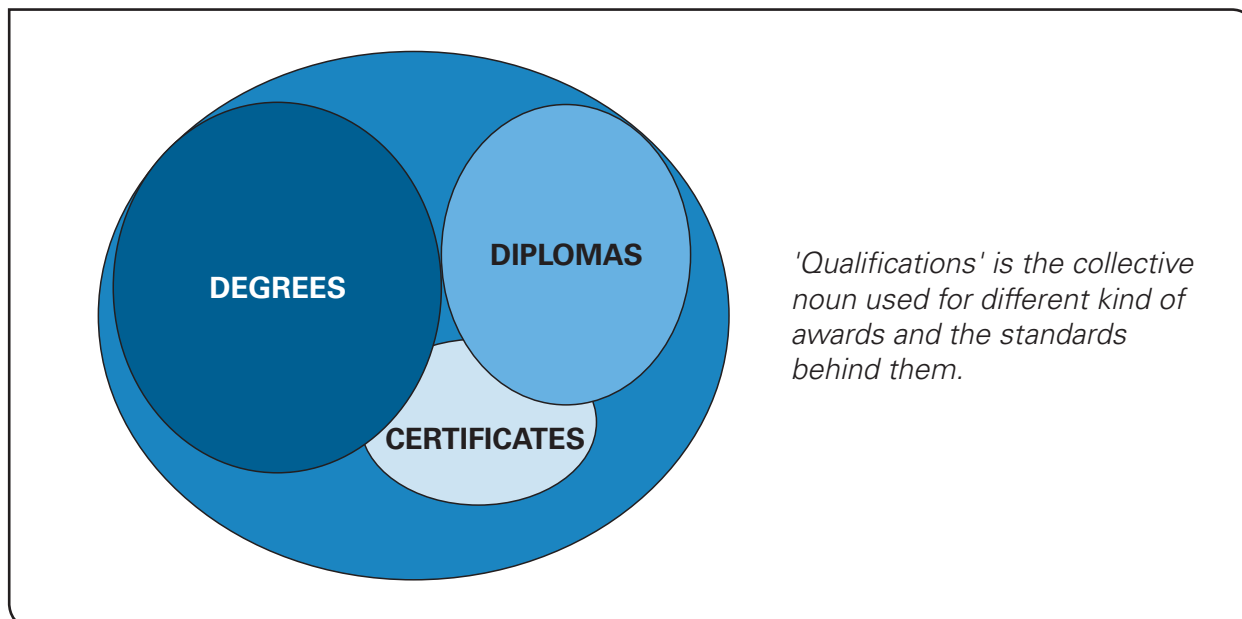 DEGREES
DIPLOMAS
CERTIFICATES
'Qualifications' is the collective
noun used for different kind of
awards and the standards
behind them.